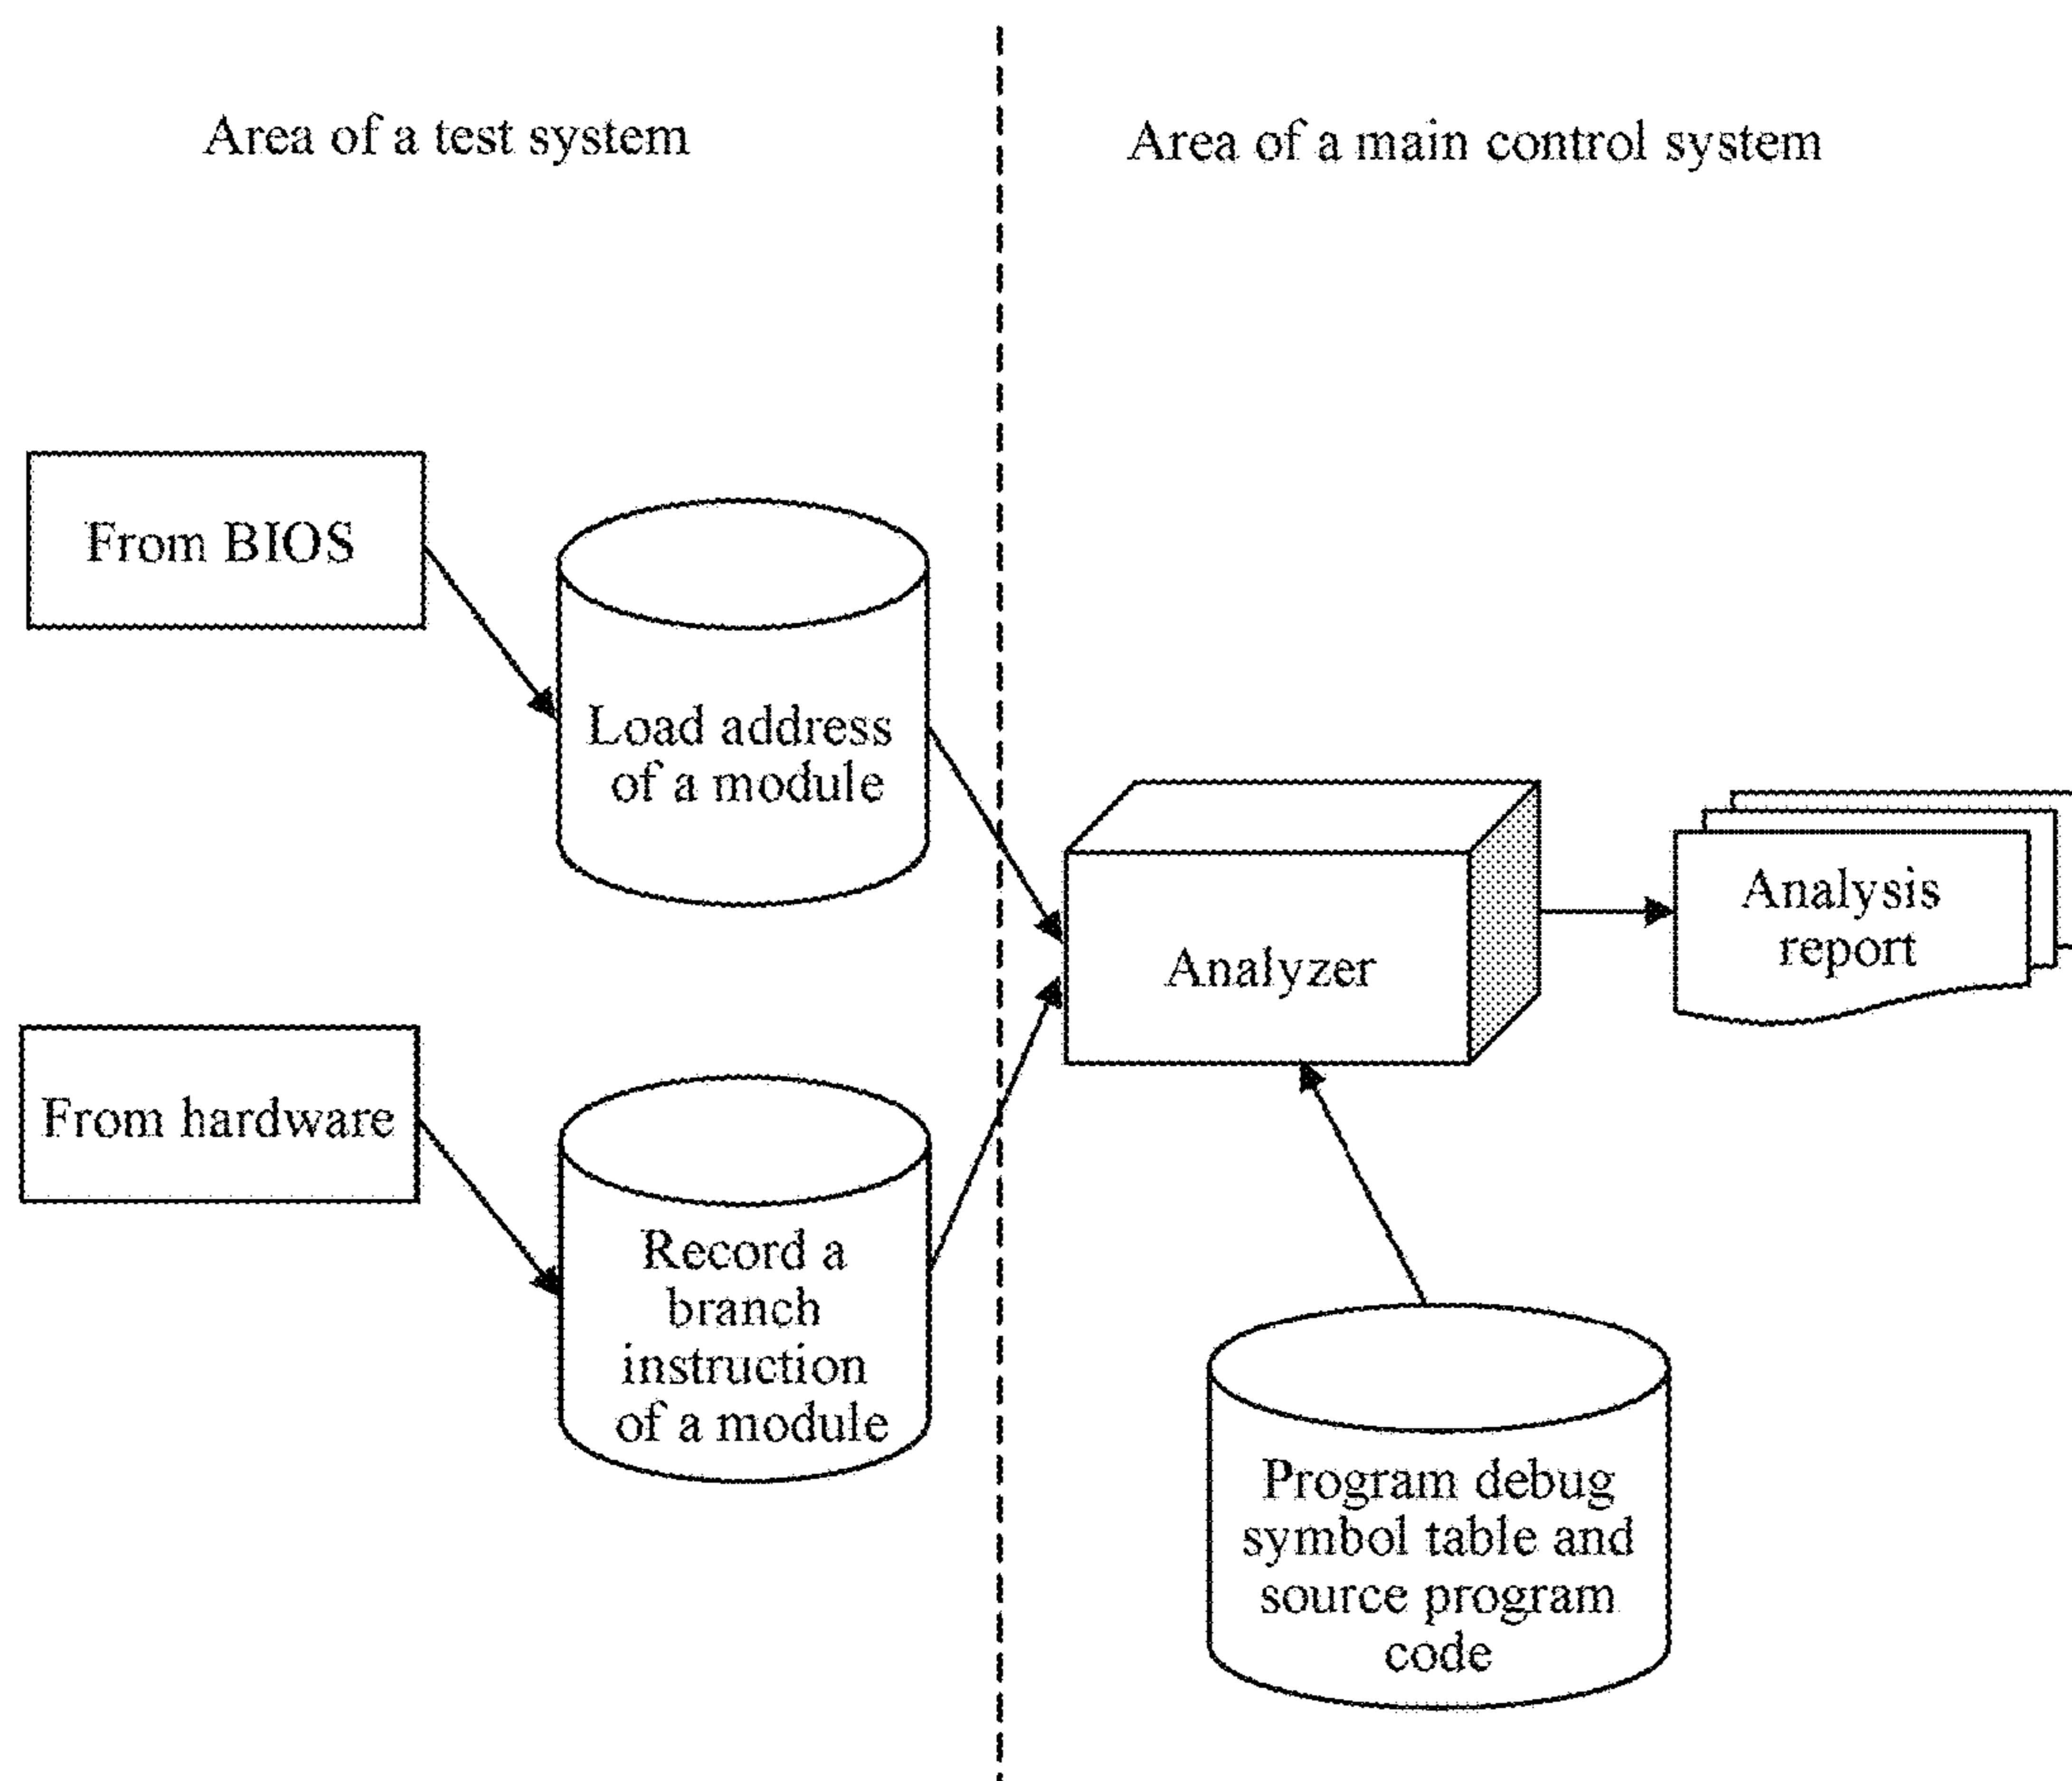 Area of a test system
Area of a main control system
From BIOS
Load address
of a module
Analyzer
Analysis
report
From hardware
Record a
branch
instruction
of a module
Program debug
symbol table and
source program
code